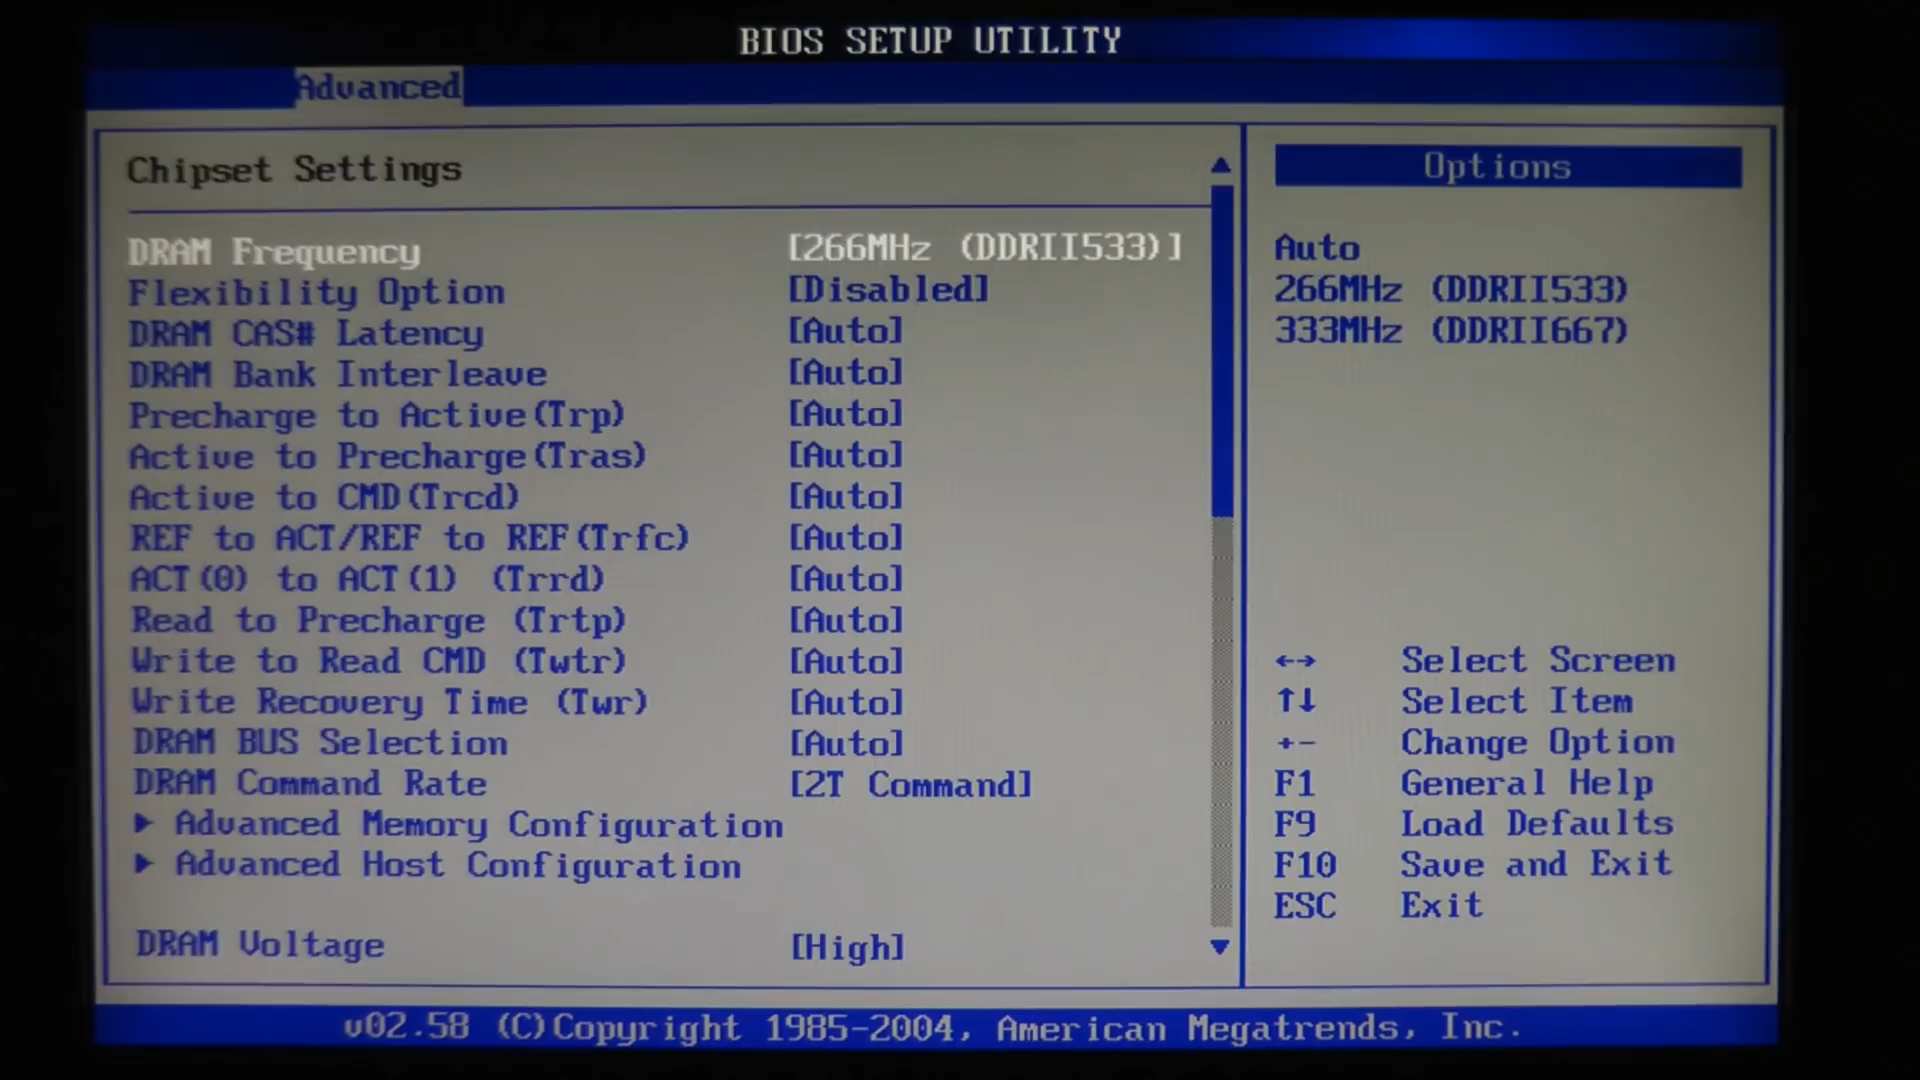 BIOS SETUP UTILITY
Advanced
Chipset Settings
DRAM Frequency [266MHz (DDRII533)]
Flexibility Option [Disabled]
DRAM CAS# Latency [Auto]
DRAM Bank Interleave [Auto]
Precharge to Active(Trp) [Auto]
Active to Precharge(Tras) [Auto]
Active to CMD(Trcd) [Auto]
REF to ACT/REF to REF(Trfc) [Auto]
ACT(0) to ACT(1) (Trrd) [Auto]
Read to Precharge (Trtp) [Auto]
Write to Read CMD (Twtr) [Auto]
Write Recovery Time (Twr) [Auto]
DRAM BUS Selection [Auto]
DRAM Command Rate [2T Command]
Advanced Memory Configuration
Advanced Host Configuration
DRAM Voltage [High]
Options
Auto
266MHz (DDRII533)
333MHz (DDRII667)
←→ Select Screen
↑↓ Select Item
+- Change Option
F1 General Help
F9 Load Defaults
F10 Save and Exit
ESC Exit
v02.58 (C)Copyright 1985-2004, American Megatrends, Inc.